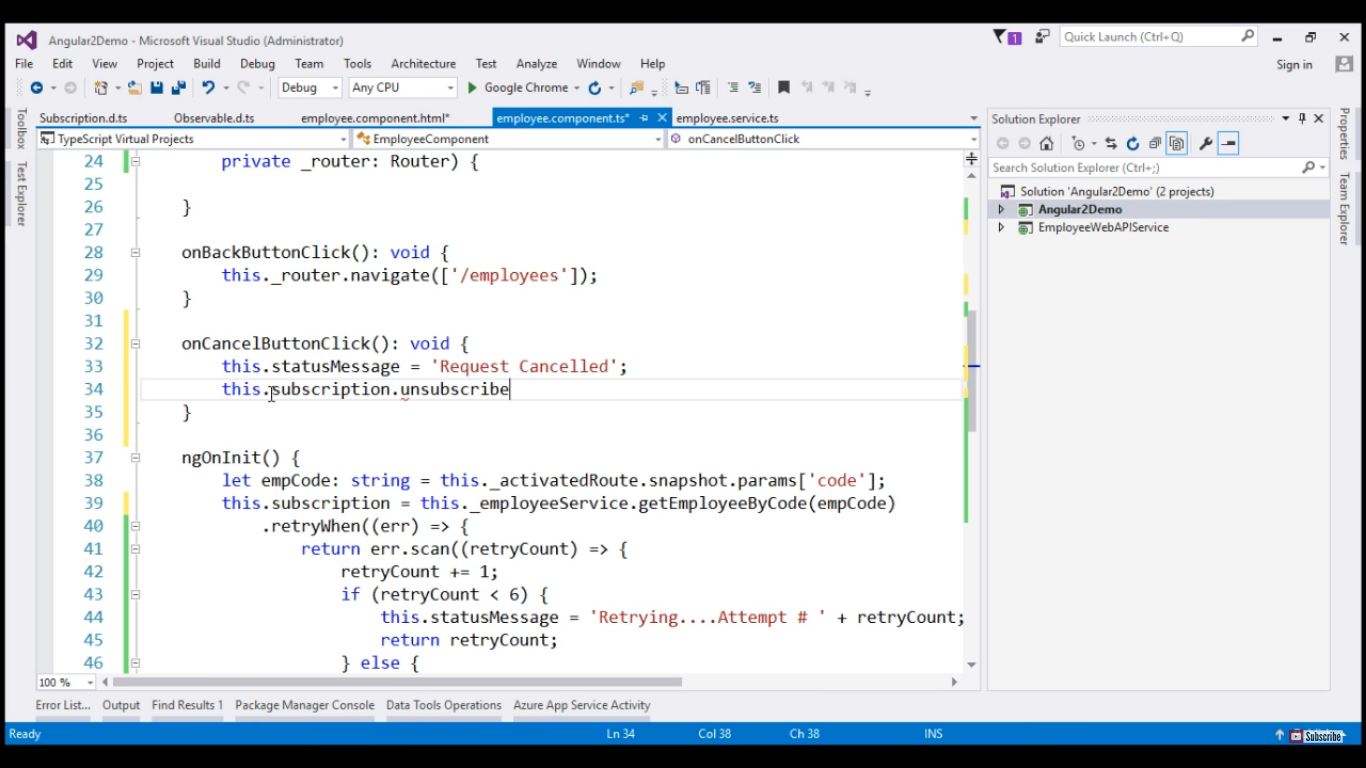 Angular2Demo - Microsoft Visual Studio (Administrator)
1
Quick Launch (Ctrl+Q)
File Edit View Project Build Debug Team Tools Architecture Test Analyze Window Help
Sign in
Debug Any CPU Google Chrome
Toolbox
Test Explorer
Subscription.d.ts Observable.d.ts employee.component.html* employee.component.ts* employee.service.ts
TypeScript Virtual Projects EmployeeComponent onCancelButtonClick
24 private _router: Router) {
25
26 }
27
28 onBackButtonClick(): void {
29 this._router.navigate(['/employees']);
30 }
31
32 onCancelButtonClick(): void {
33 this.statusMessage = 'Request Cancelled';
34 this.subscription.unsubscribe
35 }
36
37 ngOnInit() {
38 let empCode: string = this._activatedRoute.snapshot.params['code'];
39 this.subscription = this._employeeService.getEmployeeByCode(empCode)
40 .retryWhen((err) => {
41 return err.scan((retryCount) => {
42 retryCount += 1;
43 if (retryCount < 6) {
44 this.statusMessage = 'Retrying....Attempt # ' + retryCount;
45 return retryCount;
46 } else {
100 %
Solution Explorer
Search Solution Explorer (Ctrl+;)
Solution 'Angular2Demo' (2 projects)
Angular2Demo
EmployeeWebAPIService
Properties
Team Explorer
Error List... Output Find Results 1 Package Manager Console Data Tools Operations Azure App Service Activity
Ready Ln 34 Col 38 Ch 38 INS
Subscribe